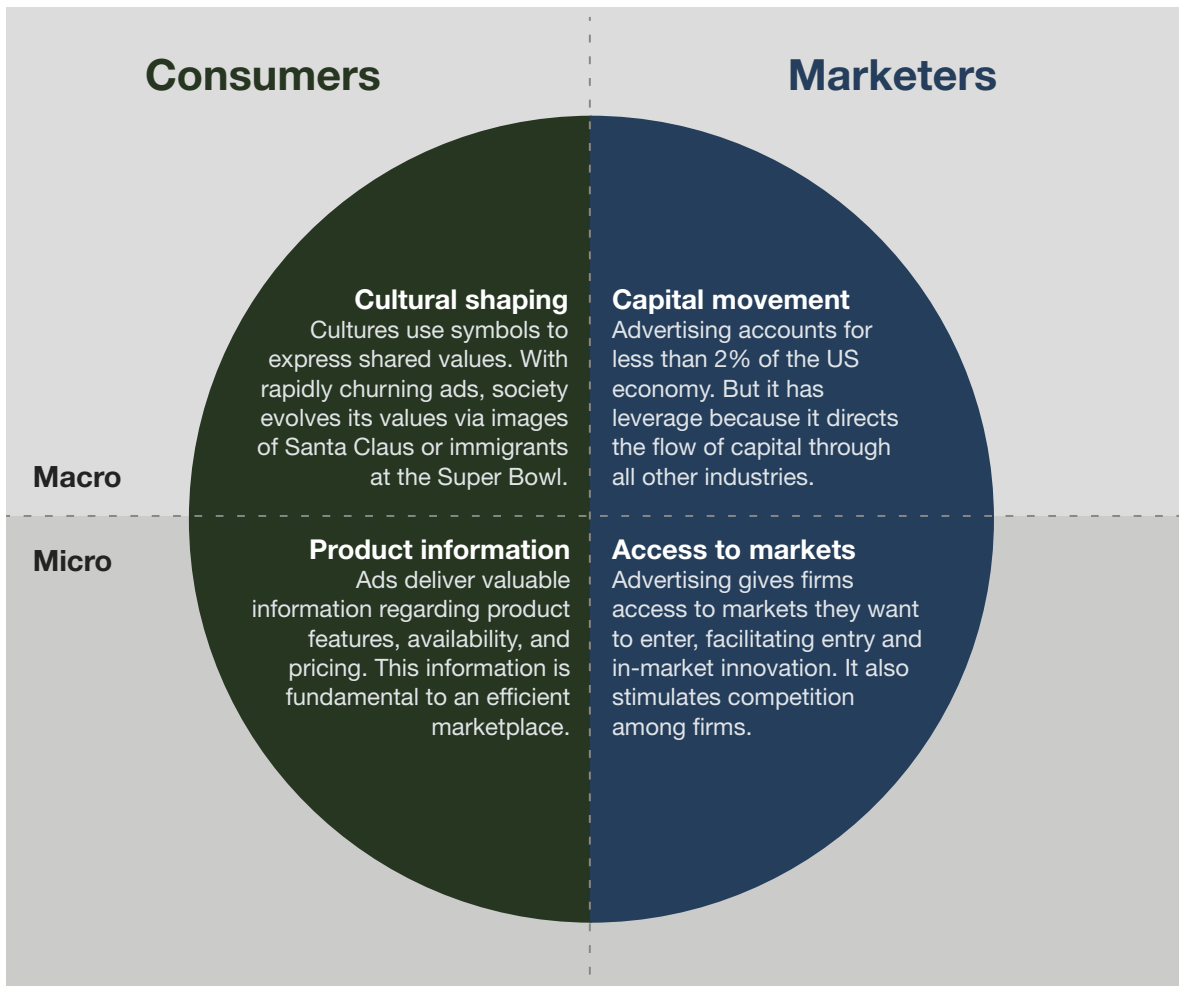 Consumers
Marketers
Cultural shaping
Cultures use symbols to
express shared values. With
rapidly churning ads, society
evolves its values via images
of Santa Claus or immigrants
at the Super Bowl.
Capital movement
Advertising accounts for
less than 2% of the US
economy. But it has
leverage because it directs
the flow of capital through
all other industries.
Macro
Micro
Product information
Ads deliver valuable
information regarding product
features, availability, and
pricing. This information is
fundamental to an efficient
marketplace.
Access to markets
Advertising gives firms
access to markets they want
to enter, facilitating entry and
in-market innovation. It also
stimulates competition
among firms.